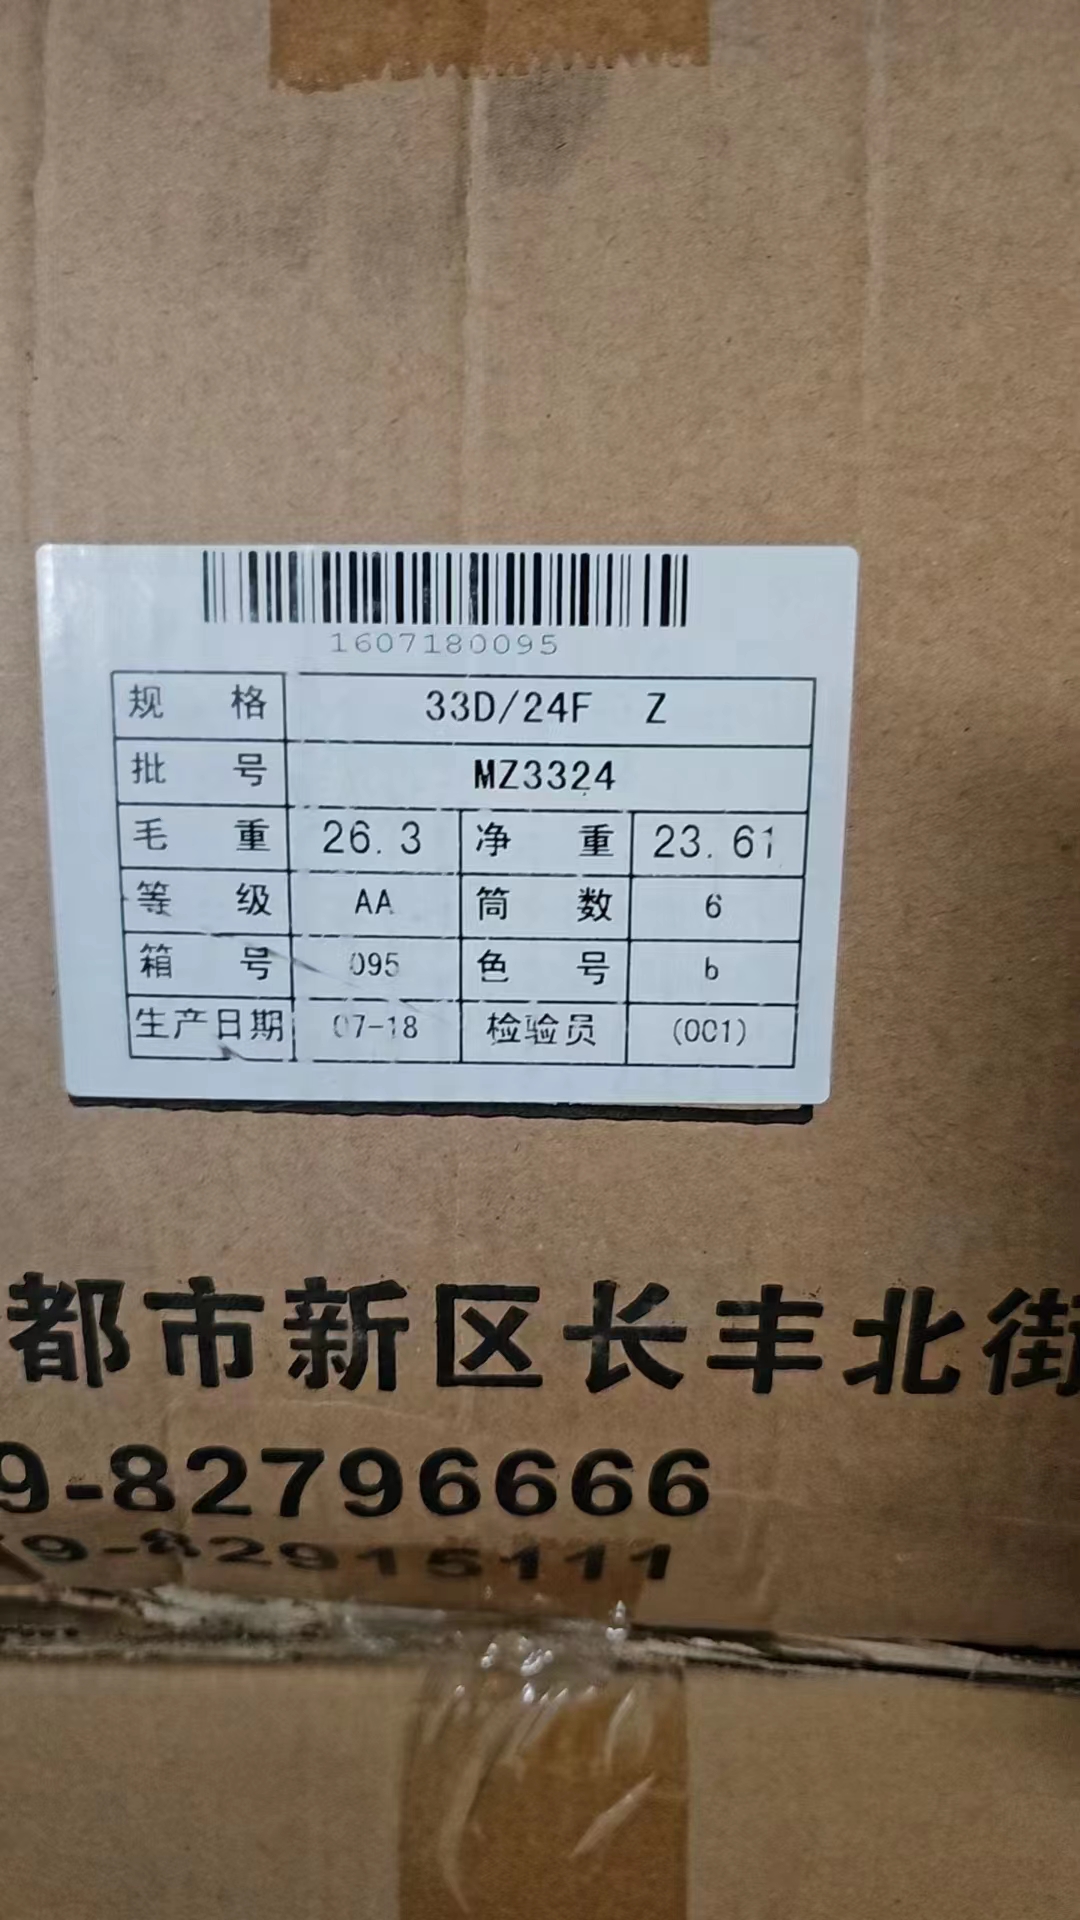 1607180095
规格 33D/24F Z
批号 MZ3324
毛重 26.3 净重 23.61
等级 AA 筒数 6
箱号 095 色号 b
生产日期 07-18 检验员 (001)
都市新区长丰北街
9-82796666
79-82915111